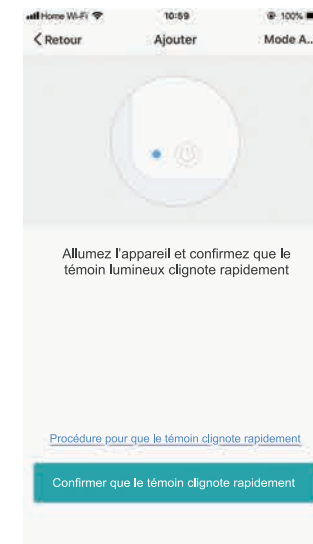 Home Wi-Fi 10:59 100%
Retour Ajouter Mode A..
Allumez l'appareil et confirmez que le
témoin lumineux clignote rapidement
Procédure pour que le témoin clignote rapidement
Confirmer que le témoin clignote rapidement